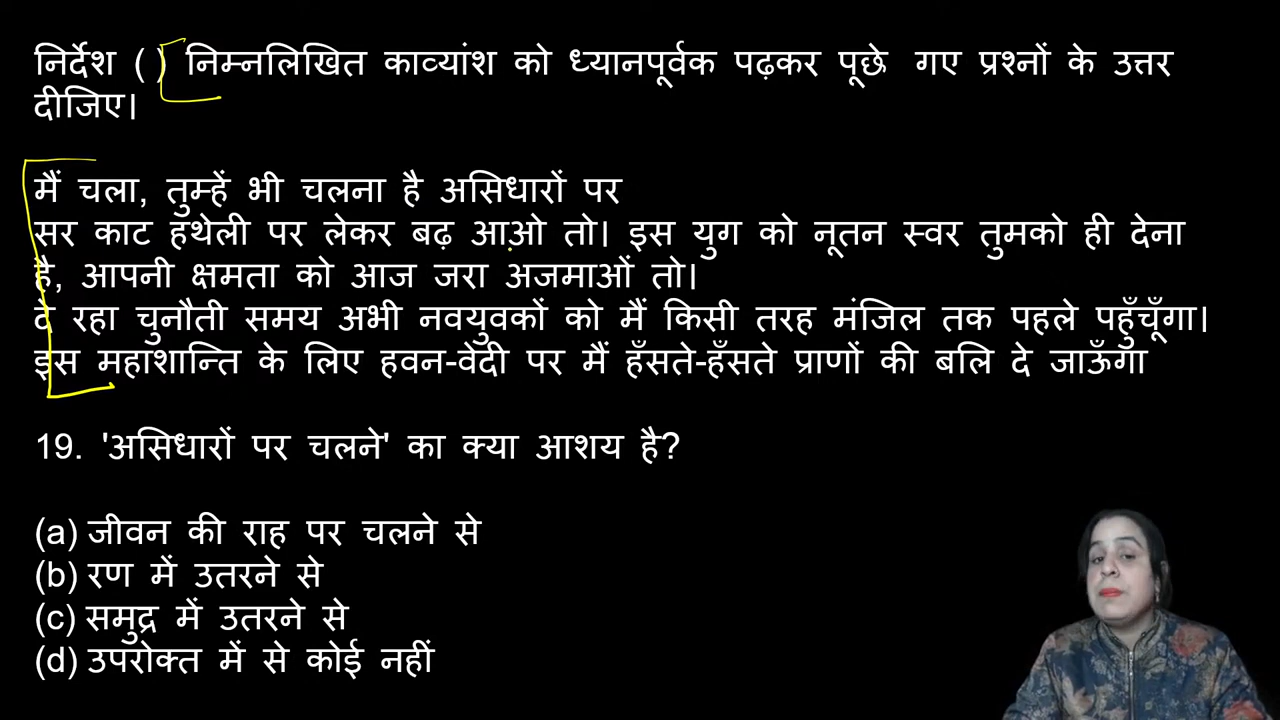 निर्देश ( ) निम्नलिखित काव्यांश को ध्यानपूर्वक पढ़कर पूछे गए प्रश्नों के उत्तर
दीजिए।
मैं चला, तुम्हें भी चलना है असिधारों पर
सर काट हथेली पर लेकर बढ़ आओ तो। इस युग को नूतन स्वर तुमको ही देना
है, आपनी क्षमता को आज जरा अजमाओं तो।
दे रहा चुनौती समय अभी नवयुवकों को मैं किसी तरह मंजिल तक पहले पहुँचूँगा।
इस महाशान्ति के लिए हवन-वेदी पर मैं हँसते-हँसते प्राणों की बलि दे जाऊँगा
19. 'असिधारों पर चलने' का क्या आशय है?
(a) जीवन की राह पर चलने से
(b) रण में उतरने से
(c) समुद्र में उतरने से
(d) उपरोक्त में से कोई नहीं